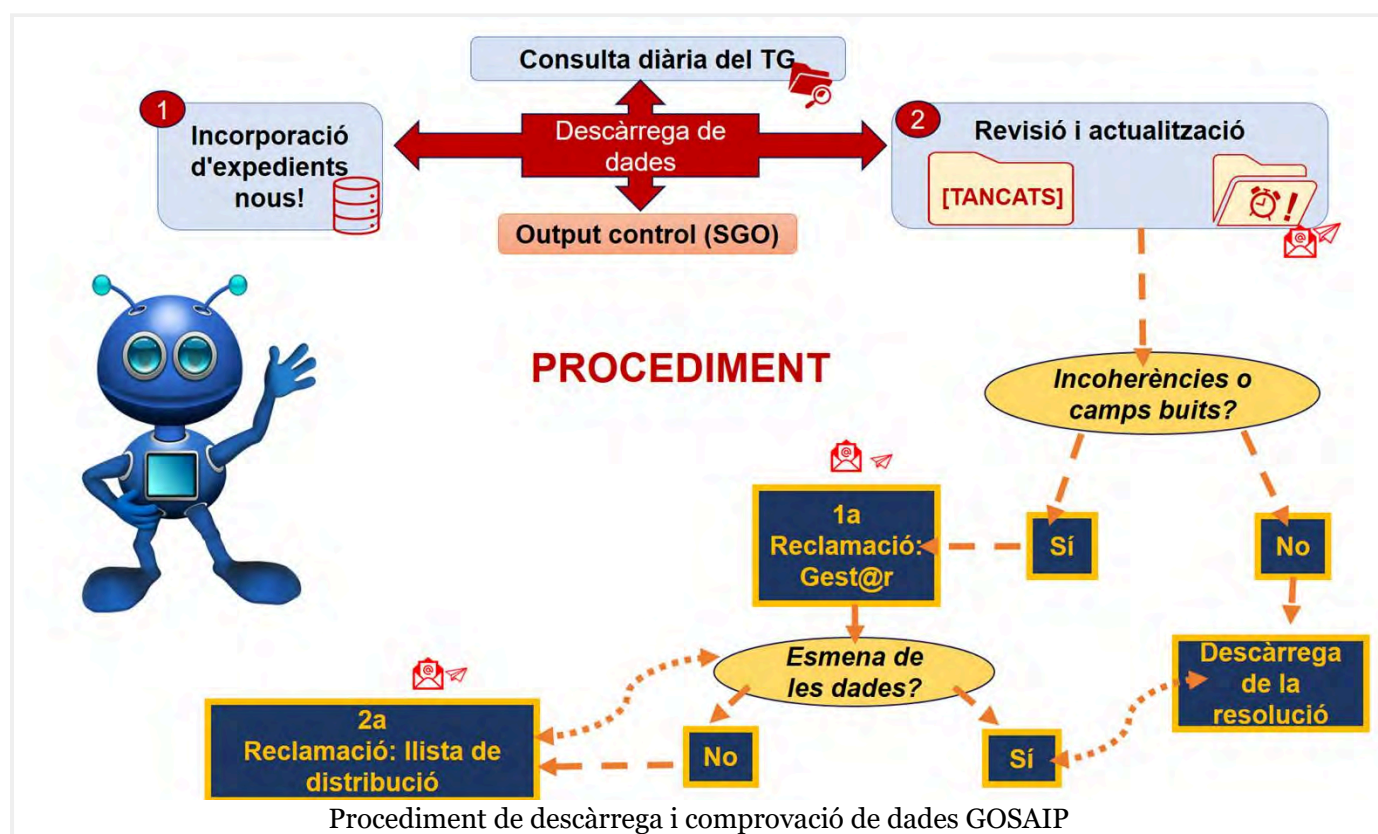 Consulta diària del TG
1
Incorporació
d'expedients
nous!
Descàrrega de
dades
2
Revisió i actualització
[TANCATS]
!
@
Output control (SGO)
PROCEDIMENT
Incoherències o
camps buits?
@
1a
Reclamació:
Gest@r
Sí
No
Esmena de
les dades?
Descàrrega
de la
resolució
@
2a
Reclamació: llista de
distribució
No
Sí
Procediment de descàrrega i comprovació de dades GOSAIP